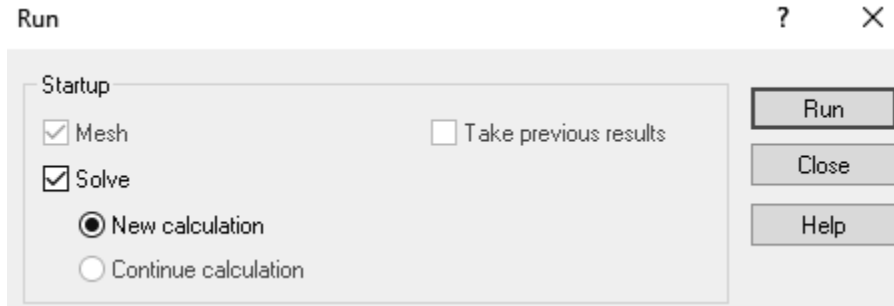 Run
?
Startup
Mesh
Take previous results
Run
Solve
Close
New calculation
Help
Continue calculation